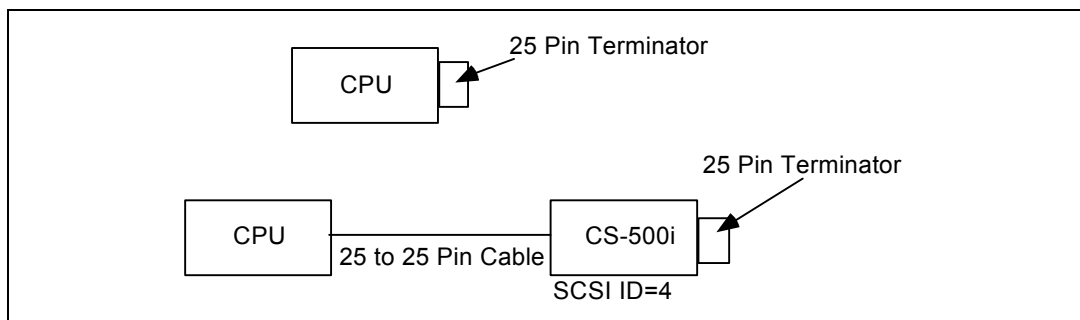 25 Pin Terminator
CPU
25 Pin Terminator
CPU
25 to 25 Pin Cable
CS-500i
SCSI ID=4